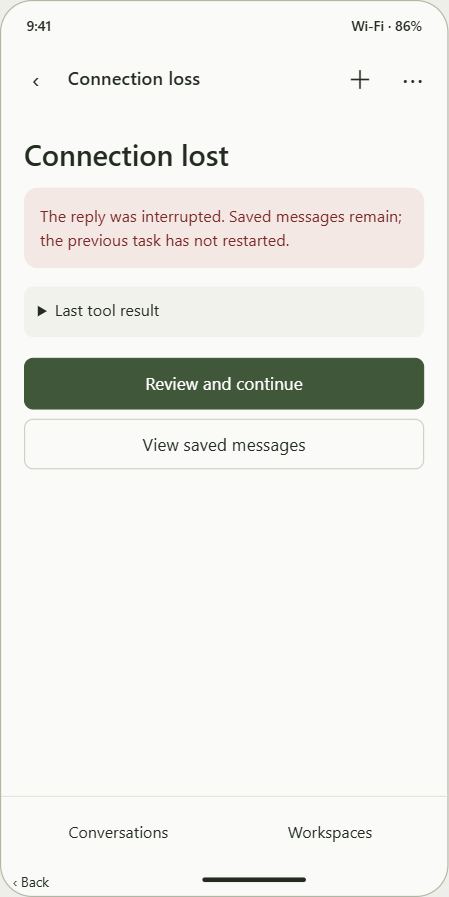 9:41
Wi-Fi · 86%
‹ Connection loss + ...
Connection lost
The reply was interrupted. Saved messages remain;
the previous task has not restarted.
▶ Last tool result
Review and continue
View saved messages
Conversations
Workspaces
‹ Back